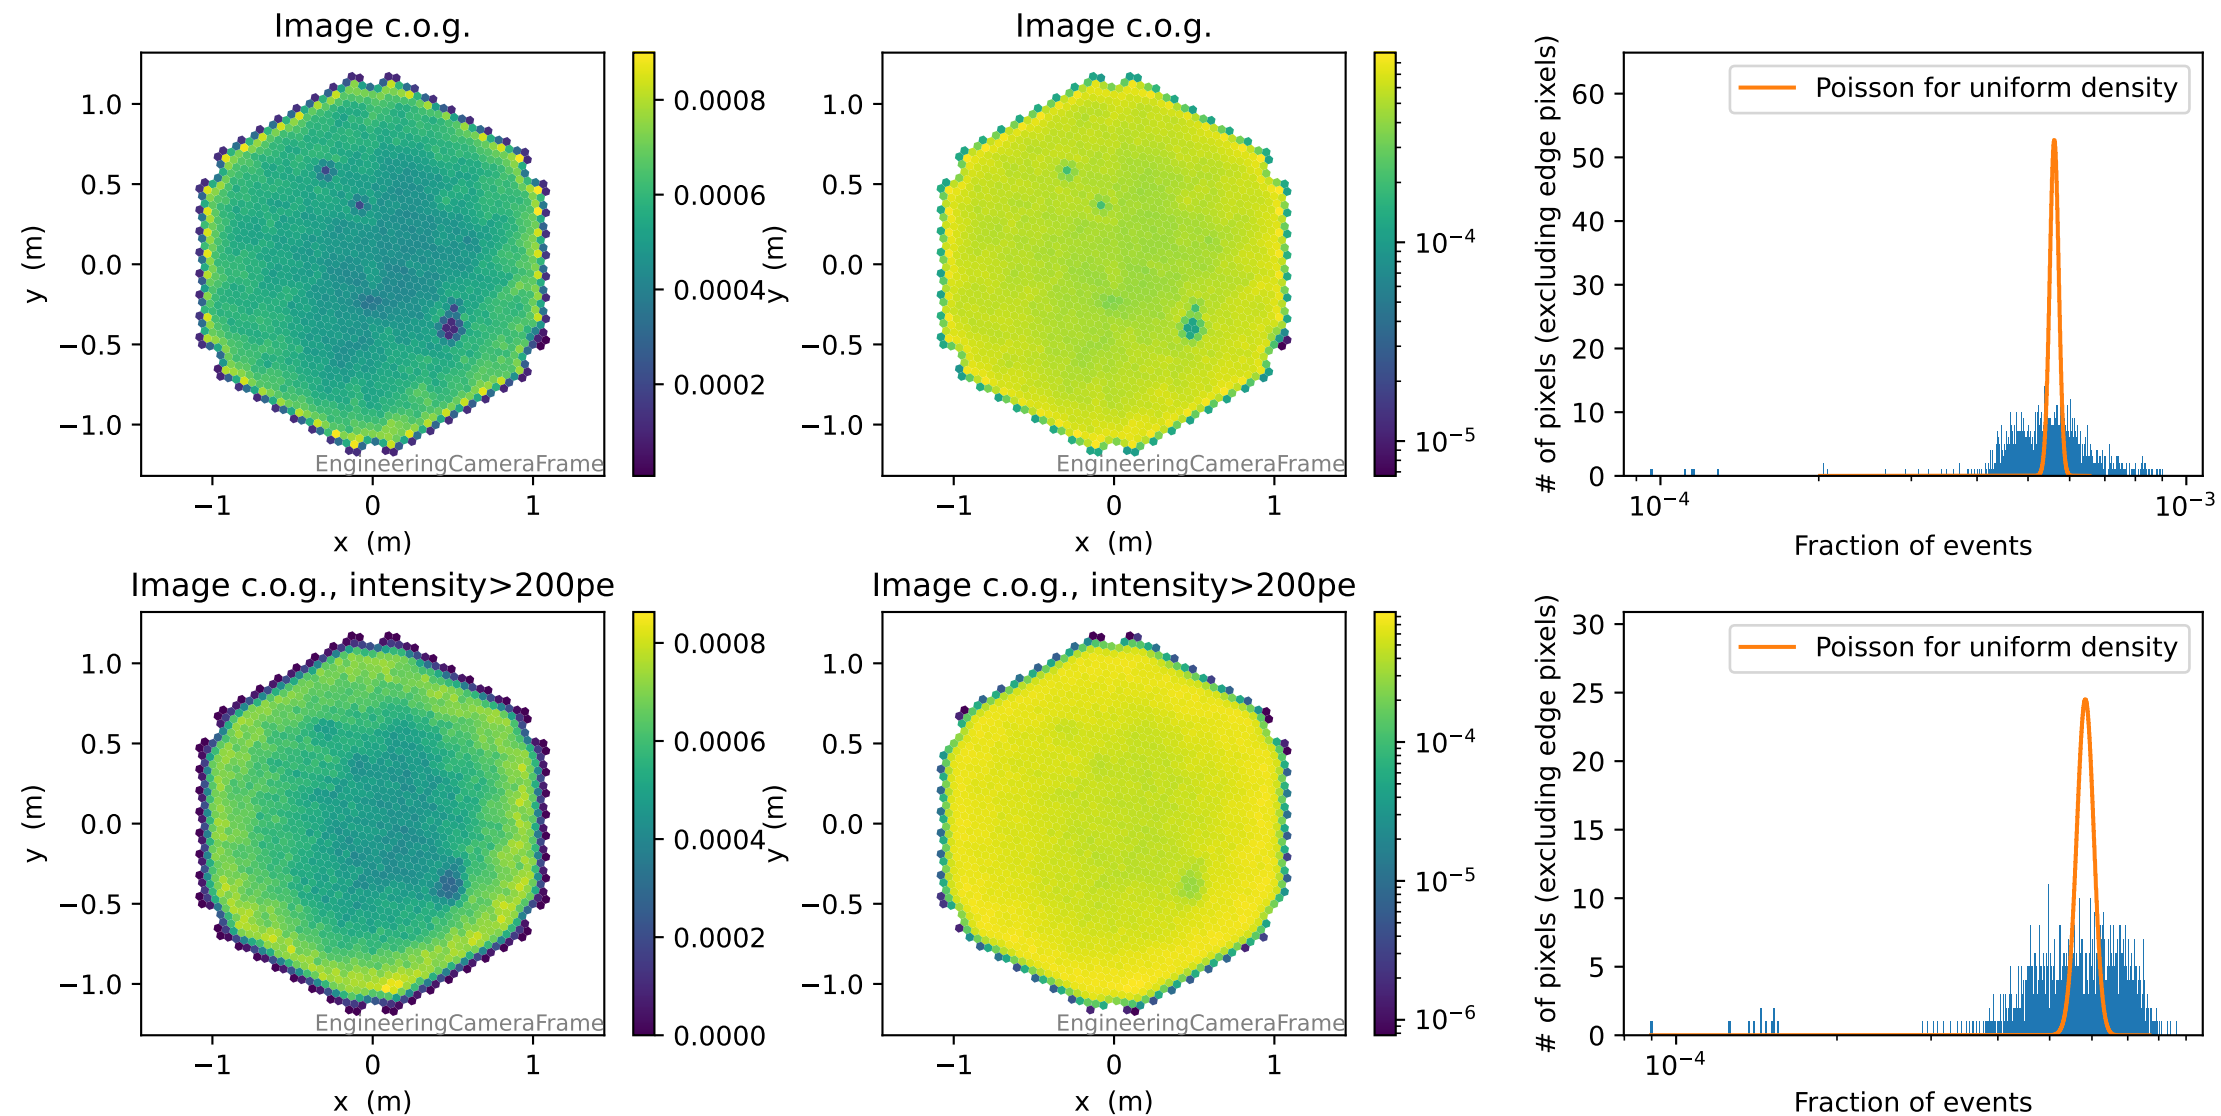 Image c.o.g.
1.0
0.5
0.0
−0.5
−1.0
y (m)
−1 0 1
x (m)
EngineeringCameraFrame
0.0008
0.0006
0.0004
0.0002
Image c.o.g.
1.0
0.5
0.0
−0.5
−1.0
y (m)
−1 0 1
x (m)
EngineeringCameraFrame
10⁻⁴
10⁻⁵
Poisson for uniform density
60
50
40
30
20
10
0
# of pixels (excluding edge pixels)
10⁻⁴ 10⁻³
Fraction of events
Image c.o.g., intensity>200pe
1.0
0.5
0.0
−0.5
−1.0
y (m)
−1 0 1
x (m)
EngineeringCameraFrame
0.0008
0.0006
0.0004
0.0002
0.0000
Image c.o.g., intensity>200pe
1.0
0.5
0.0
−0.5
−1.0
y (m)
−1 0 1
x (m)
EngineeringCameraFrame
10⁻⁴
10⁻⁵
10⁻⁶
Poisson for uniform density
30
25
20
15
10
5
0
# of pixels (excluding edge pixels)
10⁻⁴
Fraction of events